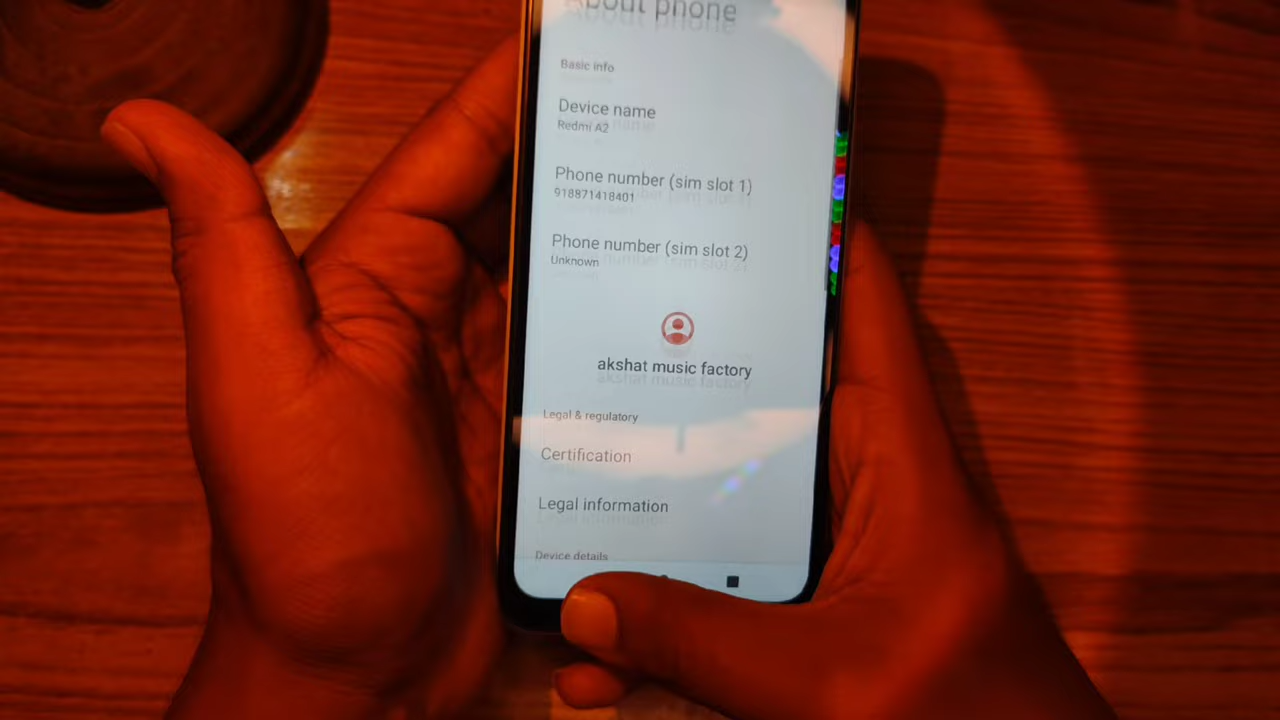 About phone
Basic info
Device name
Redmi A2
Phone number (sim slot 1)
918871418401
Phone number (sim slot 2)
Unknown
akshat music factory
Legal & regulatory
Certification
Legal information
Device details